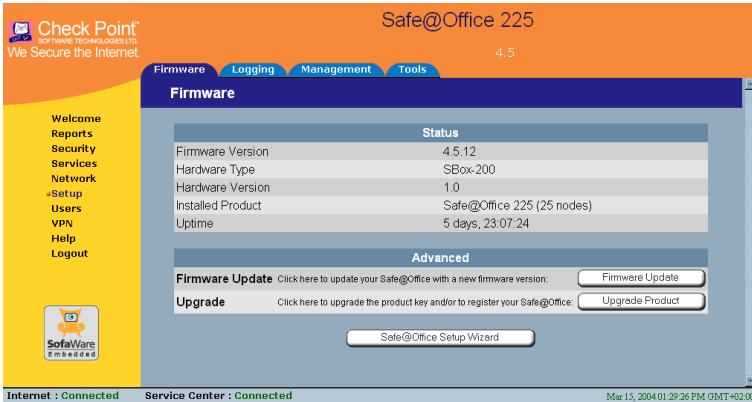 Check Point™
SOFTWARE TECHNOLOGIES LTD.
We Secure the Internet.
Safe@Office 225
4.5
Firmware Logging Management Tools
Firmware
Welcome
Reports
Security
Services
Network
Setup
Users
VPN
Help
Logout
SofaWare
Embedded
Status
Firmware Version 4.5.12
Hardware Type SBox-200
Hardware Version 1.0
Installed Product Safe@Office 225 (25 nodes)
Uptime 5 days, 23:07:24
Advanced
Firmware Update Click here to update your Safe@Office with a new firmware version: Firmware Update
Upgrade Click here to upgrade the product key and/or to register your Safe@Office: Upgrade Product
Safe@Office Setup Wizard
Internet : Connected Service Center : Connected Mar 15, 2004 01:29:26 PM GMT+02:0